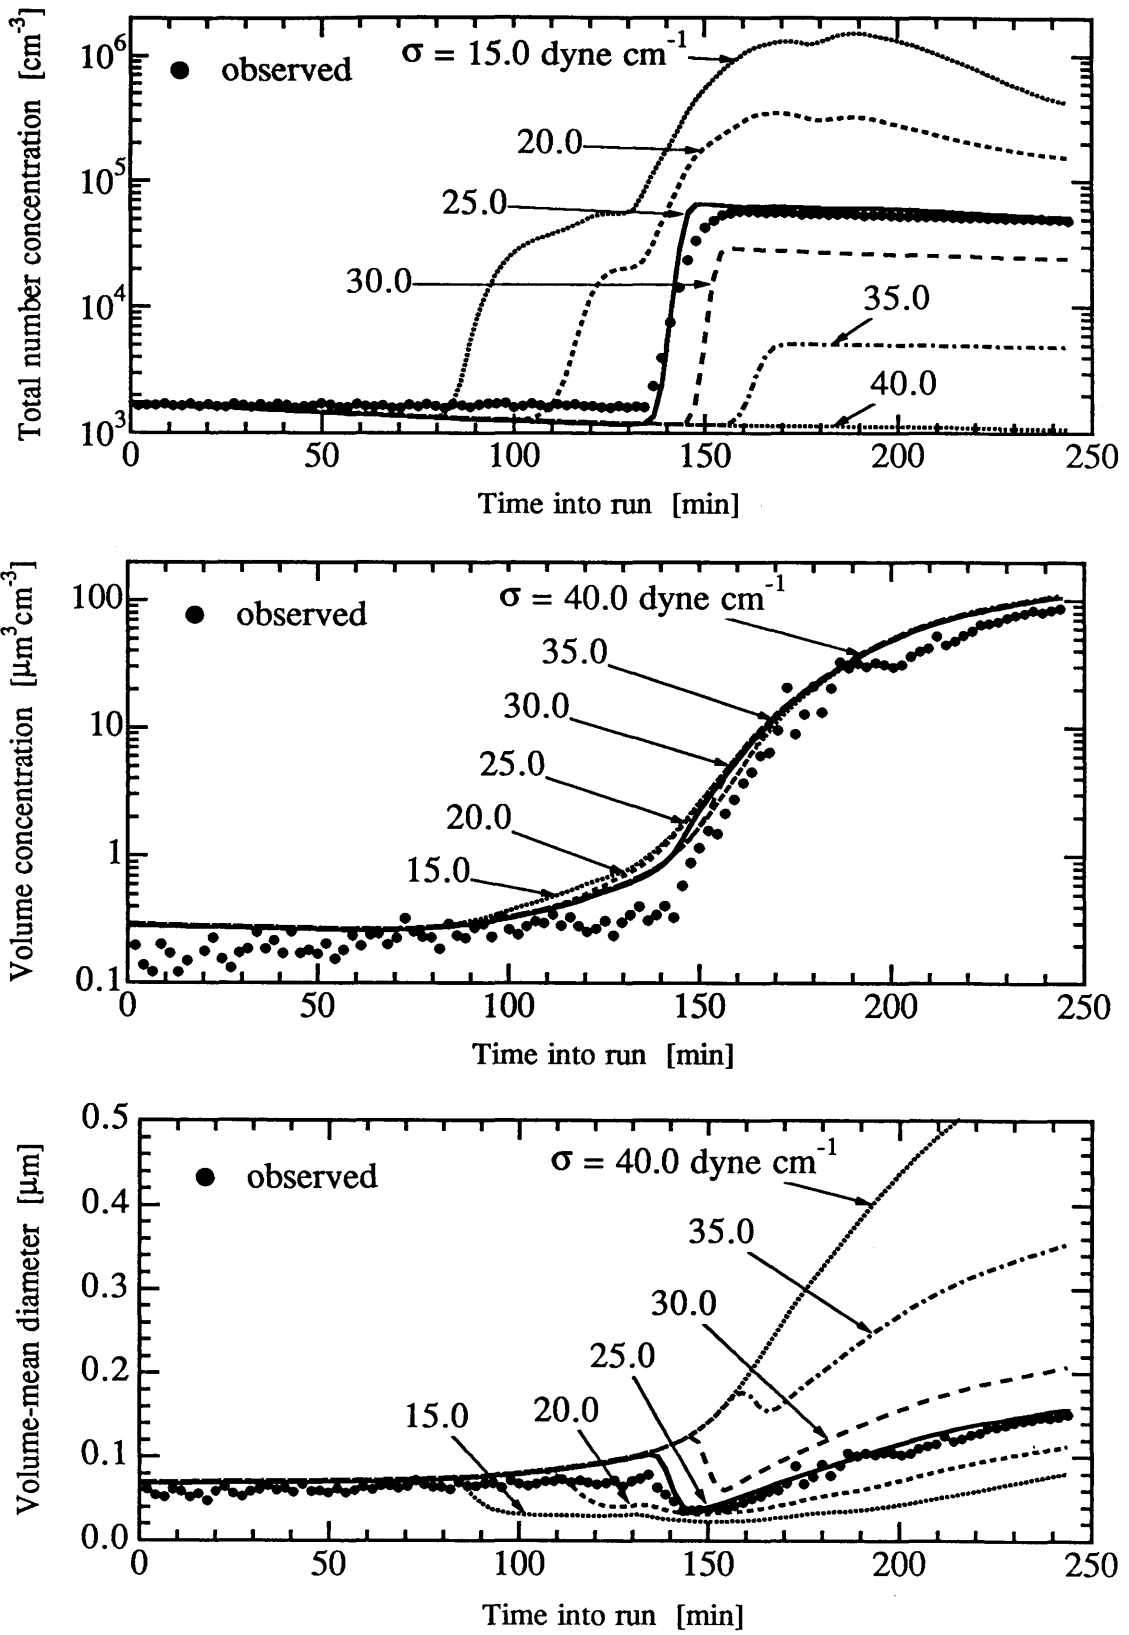 Total number concentration [cm⁻³]
10⁶
10⁵
10⁴
10³
observed
σ = 15.0 dyne cm⁻¹
20.0
25.0
30.0
35.0
40.0
0 50 100 150 200 250
Time into run [min]
Volume concentration [μm³cm⁻³]
100
10
1
0.1
observed
σ = 40.0 dyne cm⁻¹
35.0
30.0
25.0
20.0
15.0
0 50 100 150 200 250
Time into run [min]
Volume-mean diameter [μm]
0.5
0.4
0.3
0.2
0.1
0.0
observed
σ = 40.0 dyne cm⁻¹
35.0
30.0
25.0
20.0
15.0
0 50 100 150 200 250
Time into run [min]